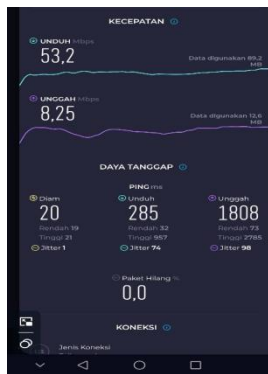 KECEPATAN
UNDUH Mbps
53,2
Data digunakan 89,2
MB
UNGGAH Mbps
8,25
Data digunakan 12,6
MB
DAYA TANGGAP
PING ms
Diam Unduh Unggah
20 285 1808
Rendah 19 Rendah 32 Rendah 73
Tinggi 21 Tinggi 957 Tinggi 2785
Jitter 1 Jitter 74 Jitter 98
Paket Hilang %
0,0
KONEKSI
Jenis Koneksi